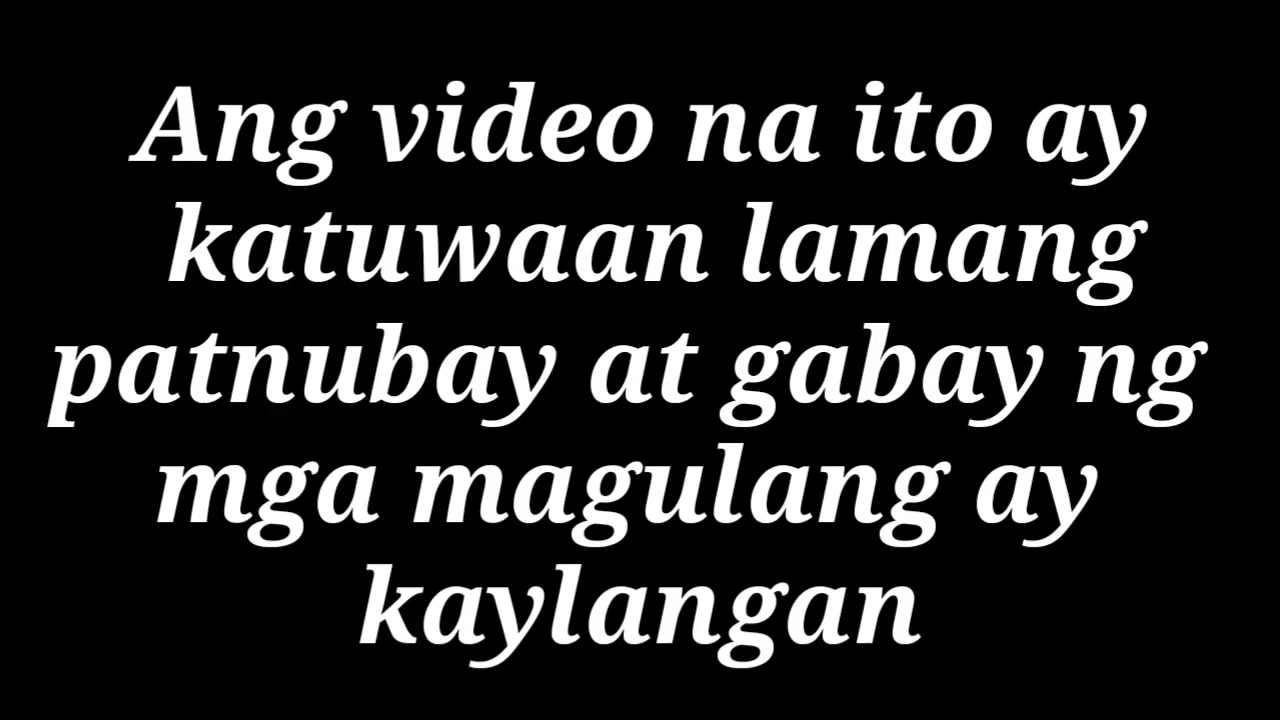 Ang video na ito ay
katuwaan lamang
patnubay at gabay ng
mga magulang ay
kaylangan